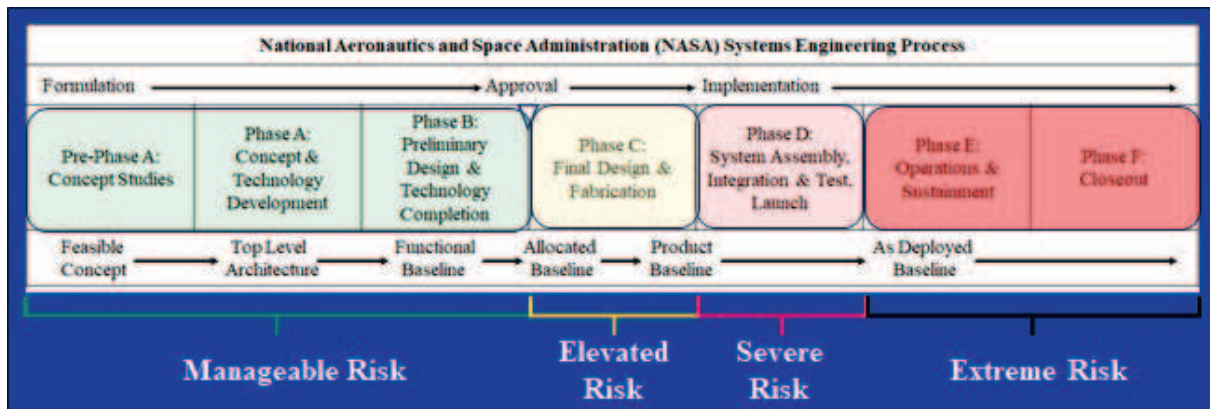 National Aeronautics and Space Administration (NASA) Systems Engineering Process
Formulation
Approval
Implementation
Pre-Phase A:
Concept Studies
Phase A:
Concept &
Technology
Development
Phase B:
Preliminary
Design &
Technology
Completion
Phase C:
Final Design &
Fabrication
Phase D:
System Assembly,
Integration & Test,
Launch
Phase E:
Operations &
Sustainment
Phase F:
Closeout
Feasible
Concept
Top Level
Architecture
Functional
Baseline
Allocated
Baseline
Product
Baseline
As Deployed
Baseline
Manageable Risk
Elevated
Risk
Severe
Risk
Extreme Risk